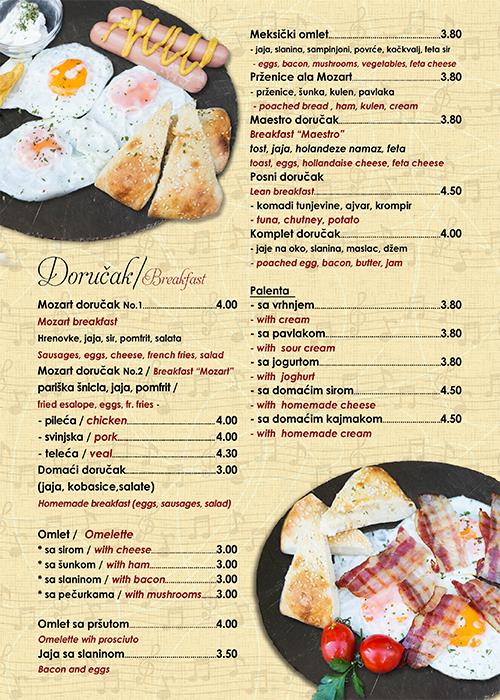 Doručak/Breakfast
Mozart doručak No.1 4.00
Mozart breakfast
Hrenovke, jaja, sir, pomfrit, salata
Sausages, eggs, cheese, french fries, salad
Mozart doručak No.2 / Breakfast "Mozart"
pariška šnicla, jaja, pomfrit /
fried esalope, eggs, fr. fries -
- pileća / chicken 4.00
- svinjska / pork 4.00
- teleća / veal 4.30
Domaći doručak 3.00
(jaja, kobasice,salate)
Homemade breakfast (eggs, sausages, salad)
Omlet / Omelette
* sa sirom / with cheese 3.00
* sa šunkom / with ham 3.00
* sa slaninom / with bacon 3.00
* sa pečurkama / with mushrooms 3.00
Omlet sa pršutom 4.00
Omelette wih prosciuto
Jaja sa slaninom 3.50
Bacon and eggs
Meksički omlet 3.80
- jaja, slanina, sampinjoni, povrće, kačkvalj, feta sir
- eggs, bacon, mushrooms, vegetables, feta cheese
Prženice ala Mozart 3.80
- prženice, šunka, kulen, pavlaka
- poached bread , ham, kulen, cream
Maestro doručak 3.80
Breakfast "Maestro"
tost, jaja, holandeze namaz, feta
toast, eggs, hollandaise cheese, feta cheese
Posni doručak
Lean breakfast 4.50
- komadi tunjevine, ajvar, krompir
- tuna, chutney, potato
Komplet doručak 4.00
- jaje na oko, slanina, maslac, džem
- poached egg, bacon, butter, jam
Palenta
- sa vrhnjem 3.80
- with cream
- sa pavlakom 3.80
- with sour cream
- sa jogurtom 3.80
- with joghurt
- sa domaćim sirom 4.50
- with homemade cheese
- sa domaćim kajmakom 4.50
- with homemade cream